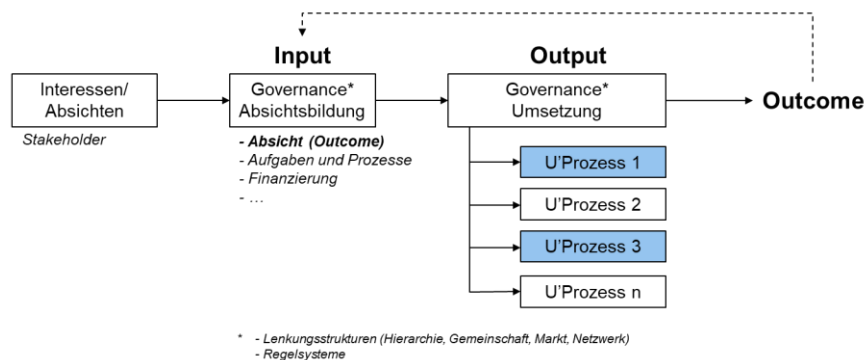 Input
Output
Interessen/
Absichten
Stakeholder
Governance*
Absichtsbildung
- Absicht (Outcome)
- Aufgaben und Prozesse
- Finanzierung
- ...
Governance*
Umsetzung
Outcome
U'Prozess 1
U'Prozess 2
U'Prozess 3
U'Prozess n
* - Lenkungsstrukturen (Hierarchie, Gemeinschaft, Markt, Netzwerk)
- Regelsysteme